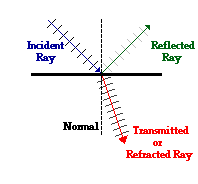 Incident
Ray
Reflected
Ray
Normal
Transmitted
or
Refracted Ray